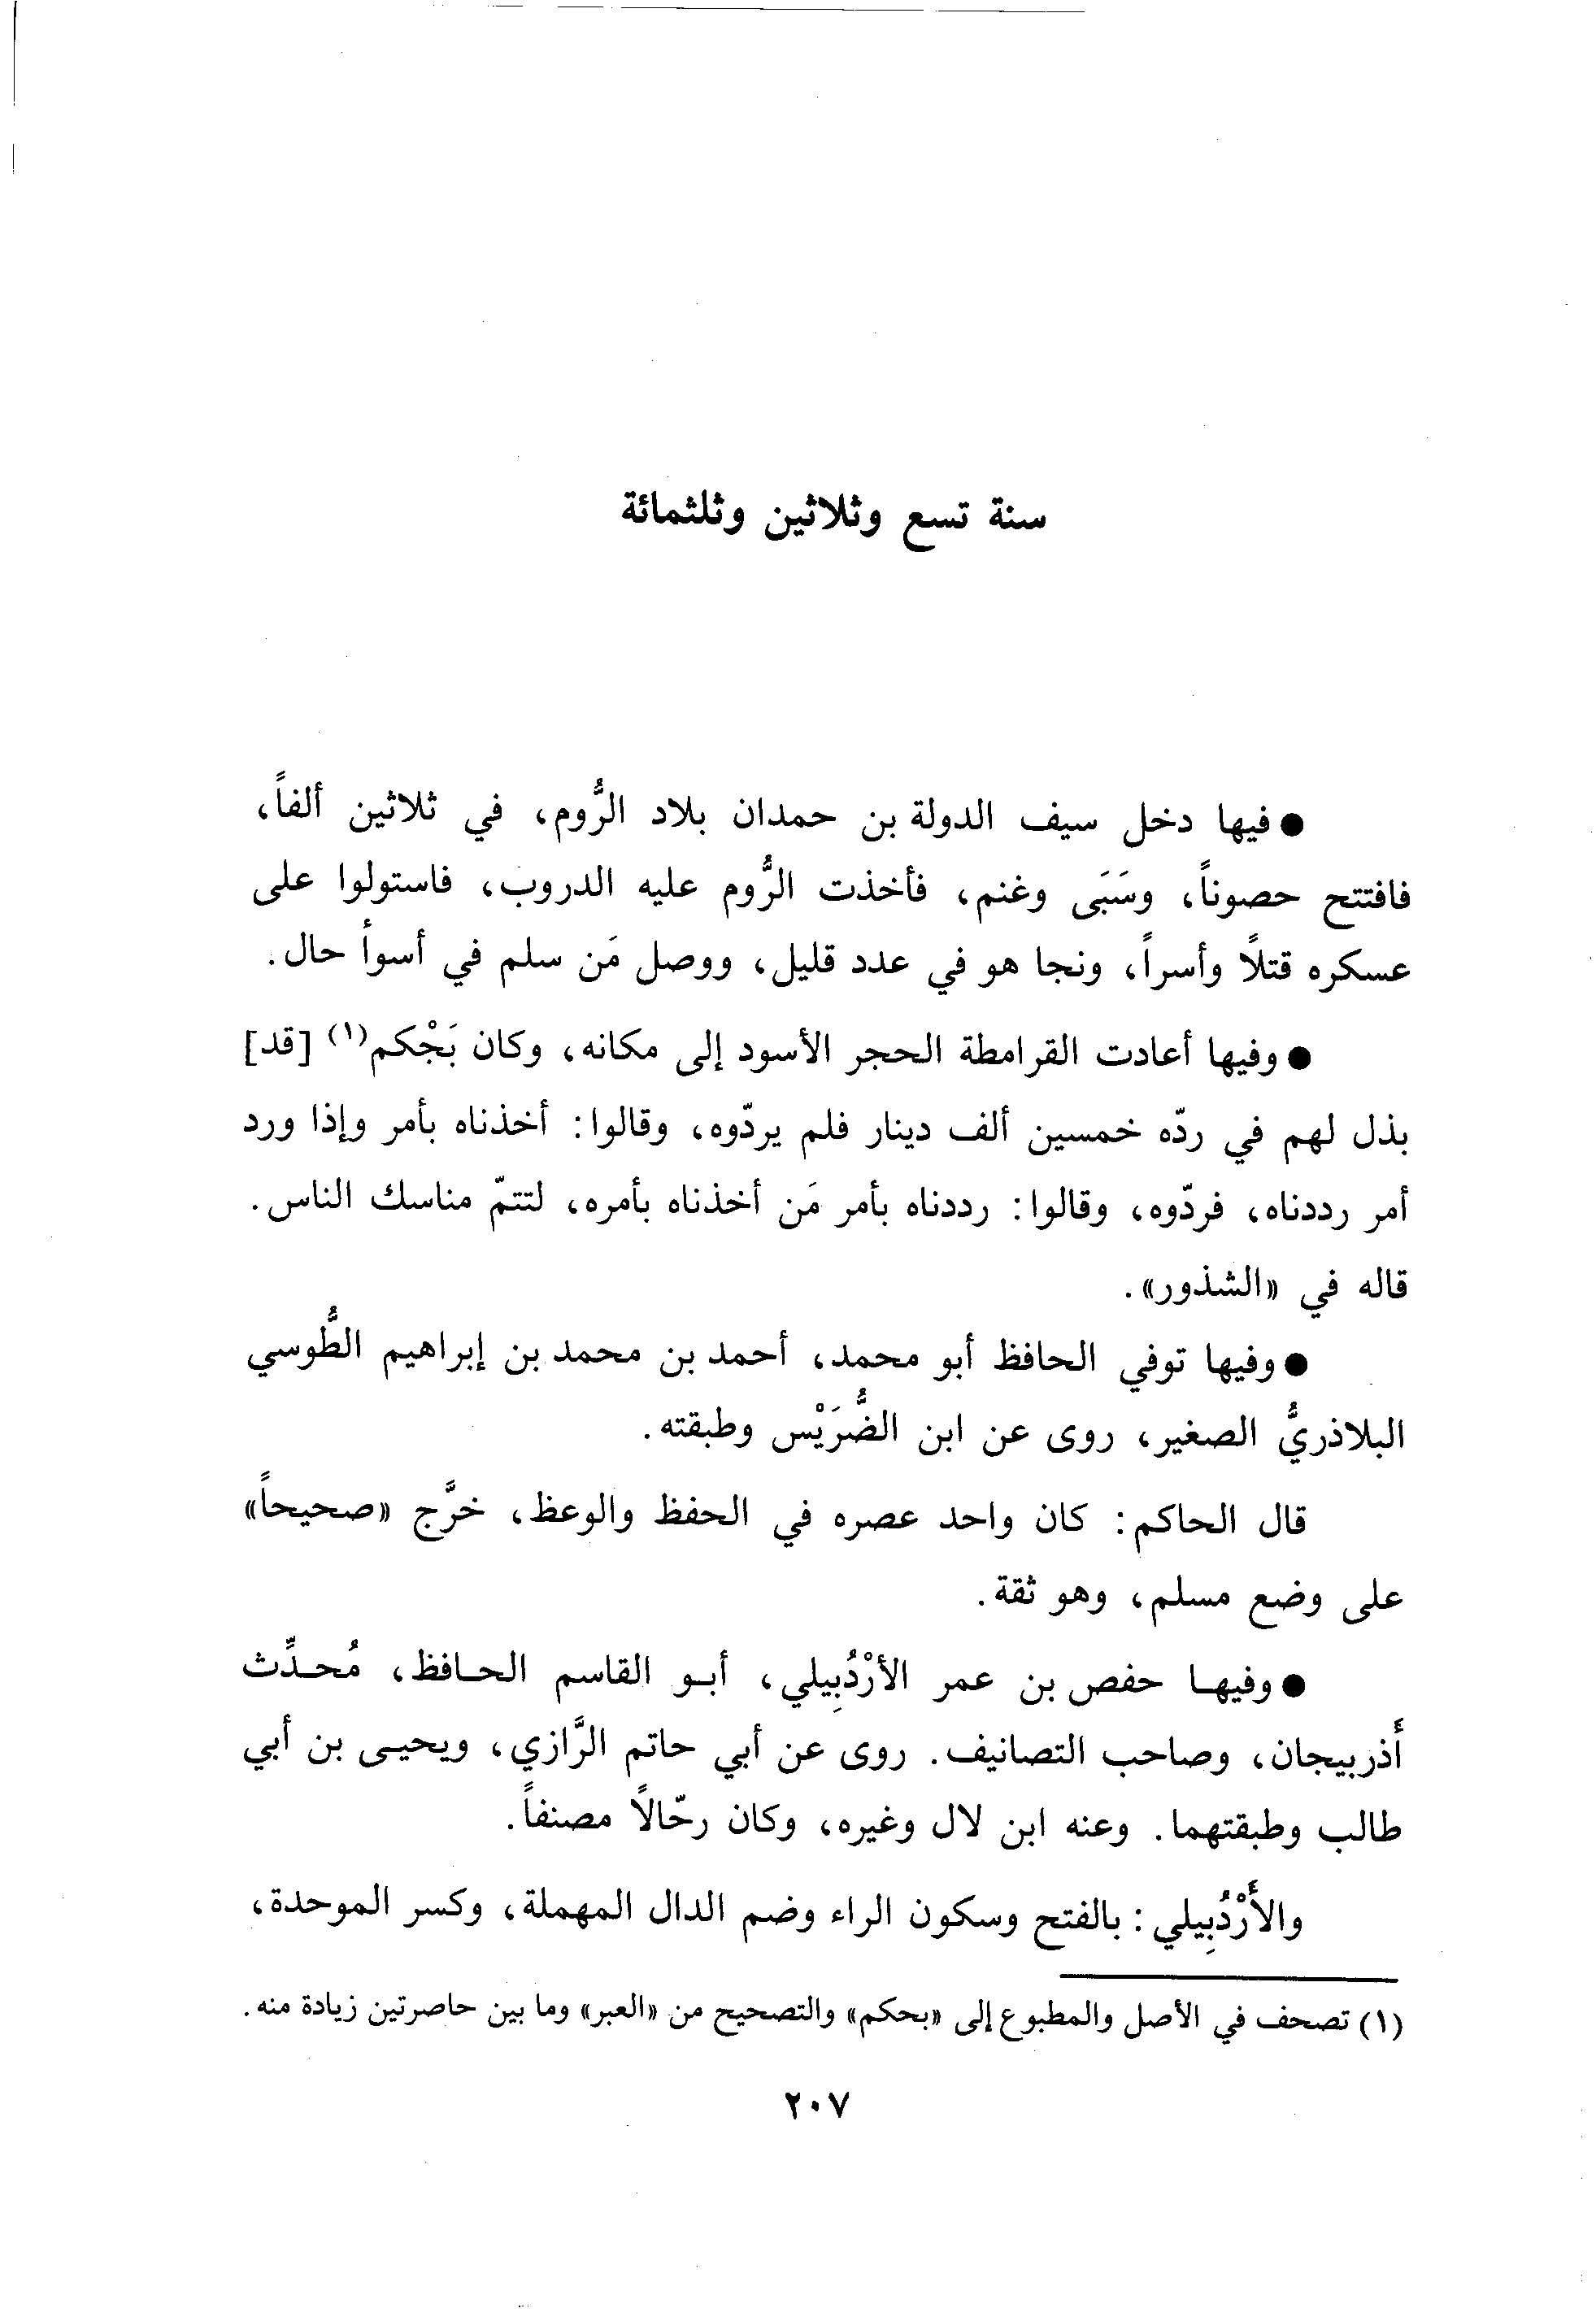 سنة تسع وثلاثين وثلثمائة
● فيها دخل سيف الدولة بن حمدان بلاد الرُّوم، في ثلاثين ألفاً،
فافتتح حصوناً، وسَبَى وغنم، فأخذت الرُّوم عليه الدروب، فاستولوا على
عسكره قتلاً وأسراً، ونجا هو في عدد قليل، ووصل مَن سلم في أسوأ حال.
● وفيها أعادت القرامطة الحجر الأسود إلى مكانه، وكان بَجْكم(١) [قد]
بذل لهم في ردّه خمسين ألف دينار فلم يردّوه، وقالوا: أخذناه بأمر وإذا ورد
أمر رددناه، فردّوه، وقالوا: رددناه بأمر مَن أخذناه بأمره، لتتمّ مناسك الناس.
قاله في «الشذور».
● وفيها توفي الحافظ أبو محمد، أحمد بن محمد بن إبراهيم الطُّوسي
البلاذريُّ الصغير، روى عن ابن الضُّرَيْس وطبقته.
قال الحاكم: كان واحد عصره في الحفظ والوعظ، خرَّج «صحيحاً»
على وضع مسلم، وهو ثقة.
● وفيها حفص بن عمر الأرْدُبِيلي، أبو القاسم الحافظ، مُحدِّث
أَذربيجان، وصاحب التصانيف. روى عن أبي حاتم الرَّازي، ويحيى بن أبي
طالب وطبقتهما. وعنه ابن لال وغيره، وكان رحّالاً مصنفاً.
والأَرْدُبِيلي: بالفتح وسكون الراء وضم الدال المهملة، وكسر الموحدة،
(١) تصحف في الأصل والمطبوع إلى «بحكم» والتصحيح من «العبر» وما بين حاصرتين زيادة منه.
٢٠٧